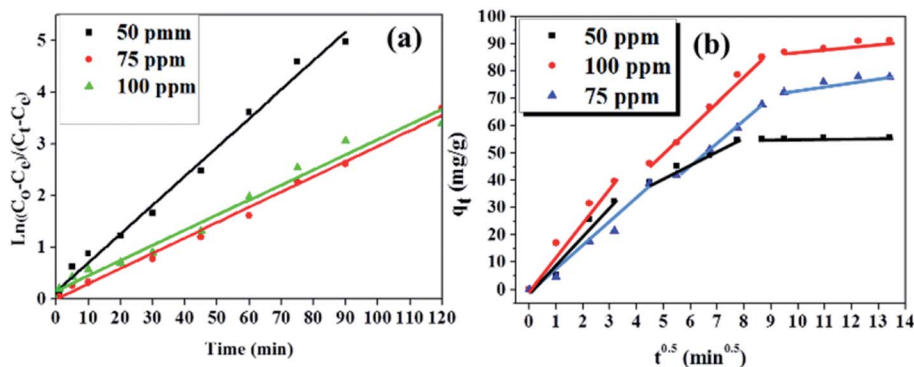 (a)
50 pmm
75 ppm
100 ppm
Ln((C₀-Cₑ)/(Cₜ-Cₑ)
5
4
3
2
1
0
0 10 20 30 40 50 60 70 80 90 100 110 120
Time (min)
(b)
50 ppm
100 ppm
75 ppm
qₜ (mg/g)
100
90
80
70
60
50
40
30
20
10
0
0 1 2 3 4 5 6 7 8 9 10 11 12 13 14
t⁰·⁵ (min⁰·⁵)